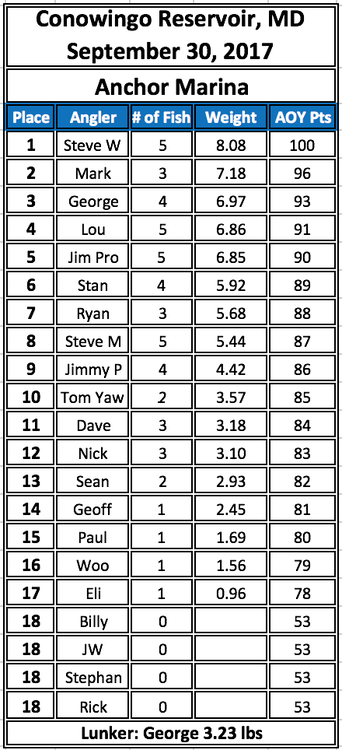 Conowingo Reservoir, MD
September 30, 2017
Anchor Marina
Place Angler # of Fish Weight AOY Pts
1 Steve W 5 8.08 100
2 Mark 3 7.18 96
3 George 4 6.97 93
4 Lou 5 6.86 91
5 Jim Pro 5 6.85 90
6 Stan 4 5.92 89
7 Ryan 3 5.68 88
8 Steve M 5 5.44 87
9 Jimmy P 4 4.42 86
10 Tom Yaw 2 3.57 85
11 Dave 3 3.18 84
12 Nick 3 3.10 83
13 Sean 2 2.93 82
14 Geoff 1 2.45 81
15 Paul 1 1.69 80
16 Woo 1 1.56 79
17 Eli 1 0.96 78
18 Billy 0 53
18 JW 0 53
18 Stephan 0 53
18 Rick 0 53
Lunker: George 3.23 lbs